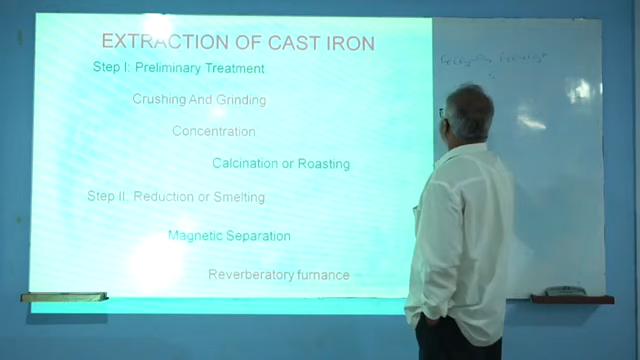 EXTRACTION OF CAST IRON
Step I: Preliminary Treatment
Crushing And Grinding
Concentration
Calcination or Roasting
Step II: Reduction or Smelting
Magnetic Separation
Reverberatory furnance